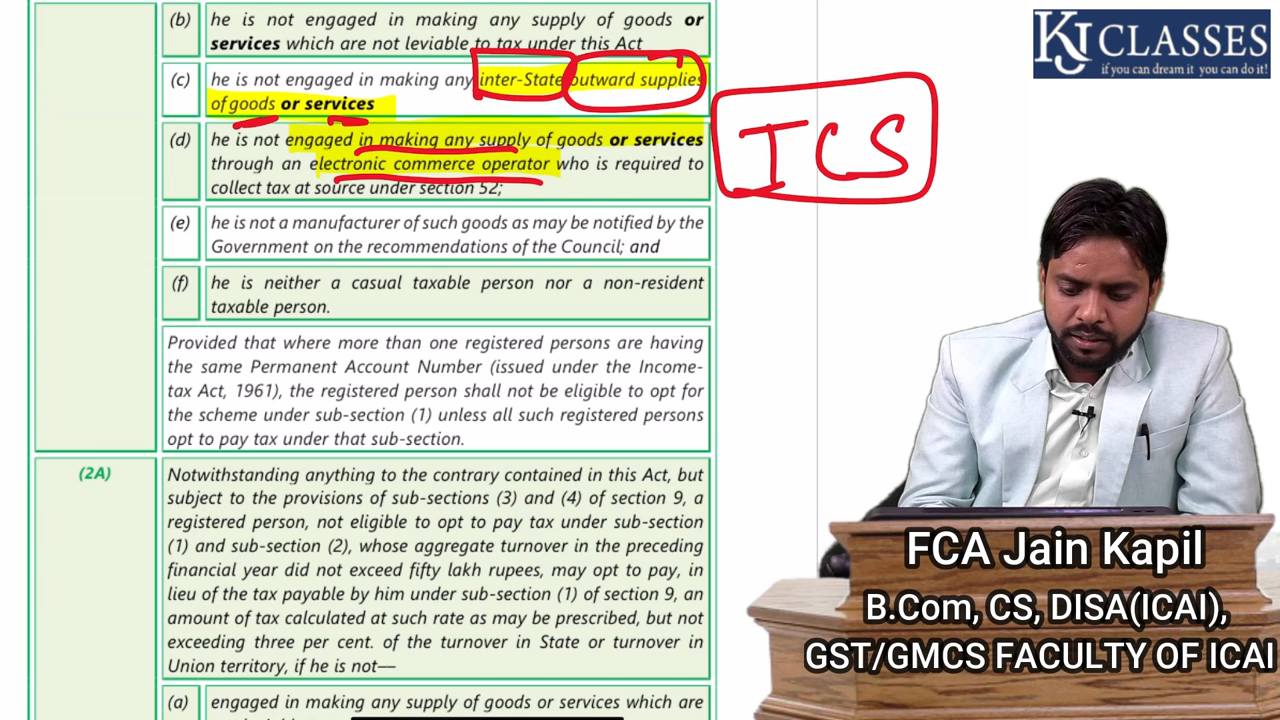 (b) he is not engaged in making any supply of goods or
services which are not leviable to tax under this Act
(c) he is not engaged in making any inter-State outward supplies
of goods or services
(d) he is not engaged in making any supply of goods or services
through an electronic commerce operator who is required to
collect tax at source under section 52;
(e) he is not a manufacturer of such goods as may be notified by the
Government on the recommendations of the Council; and
(f) he is neither a casual taxable person nor a non-resident
taxable person.
Provided that where more than one registered persons are having
the same Permanent Account Number (issued under the Income-
tax Act, 1961), the registered person shall not be eligible to opt for
the scheme under sub-section (1) unless all such registered persons
opt to pay tax under that sub-section.
(2A) Notwithstanding anything to the contrary contained in this Act, but
subject to the provisions of sub-sections (3) and (4) of section 9, a
registered person, not eligible to opt to pay tax under sub-section
(1) and sub-section (2), whose aggregate turnover in the preceding
financial year did not exceed fifty lakh rupees, may opt to pay, in
lieu of the tax payable by him under sub-section (1) of section 9, an
amount of tax calculated at such rate as may be prescribed, but not
exceeding three per cent. of the turnover in State or turnover in
Union territory, if he is not—
(a) engaged in making any supply of goods or services which are
TCS
KJ CLASSES
if you can dream it you can do it!
FCA Jain Kapil
B.Com, CS, DISA(ICAI),
GST/GMCS FACULTY OF ICAI